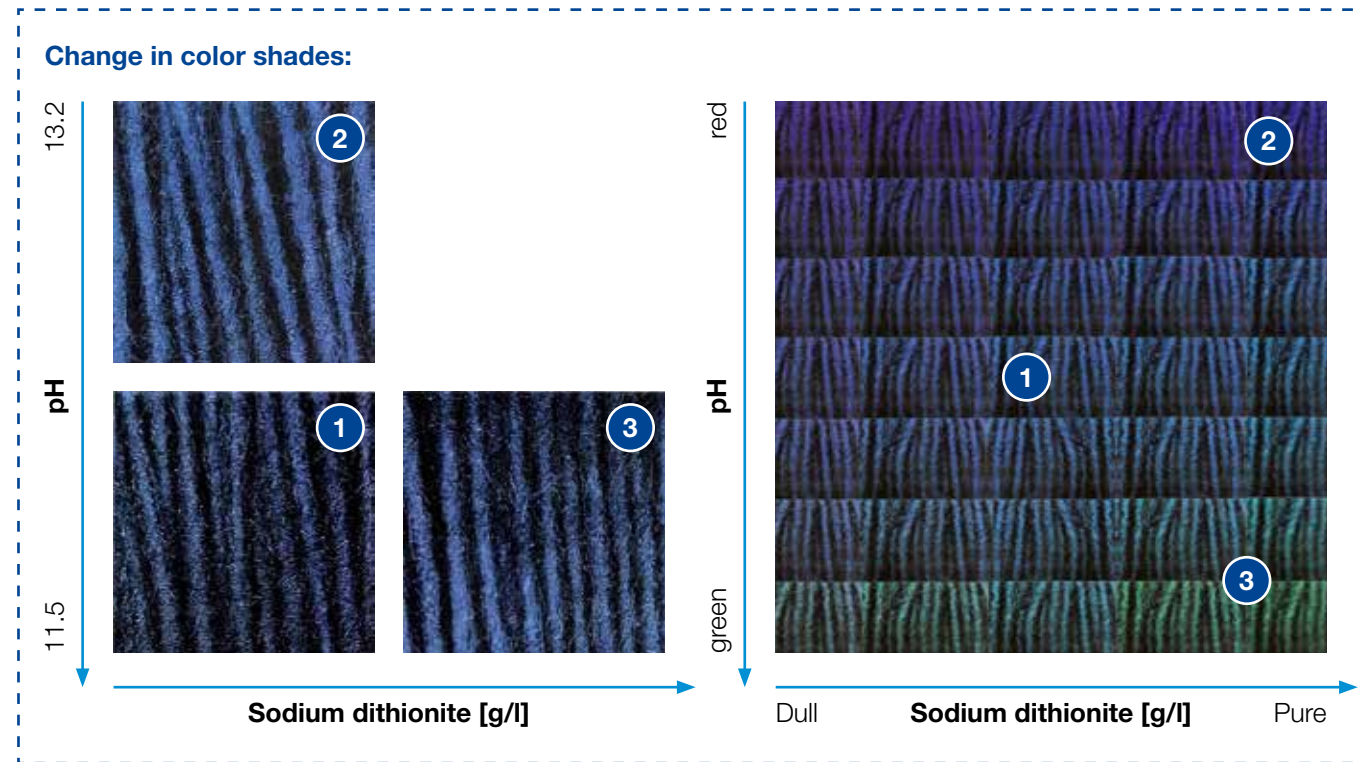 Change in color shades:
13.2
2
pH
1
3
11.5
Sodium dithionite [g/l]
red
2
pH
1
3
green
Dull
Sodium dithionite [g/l]
Pure